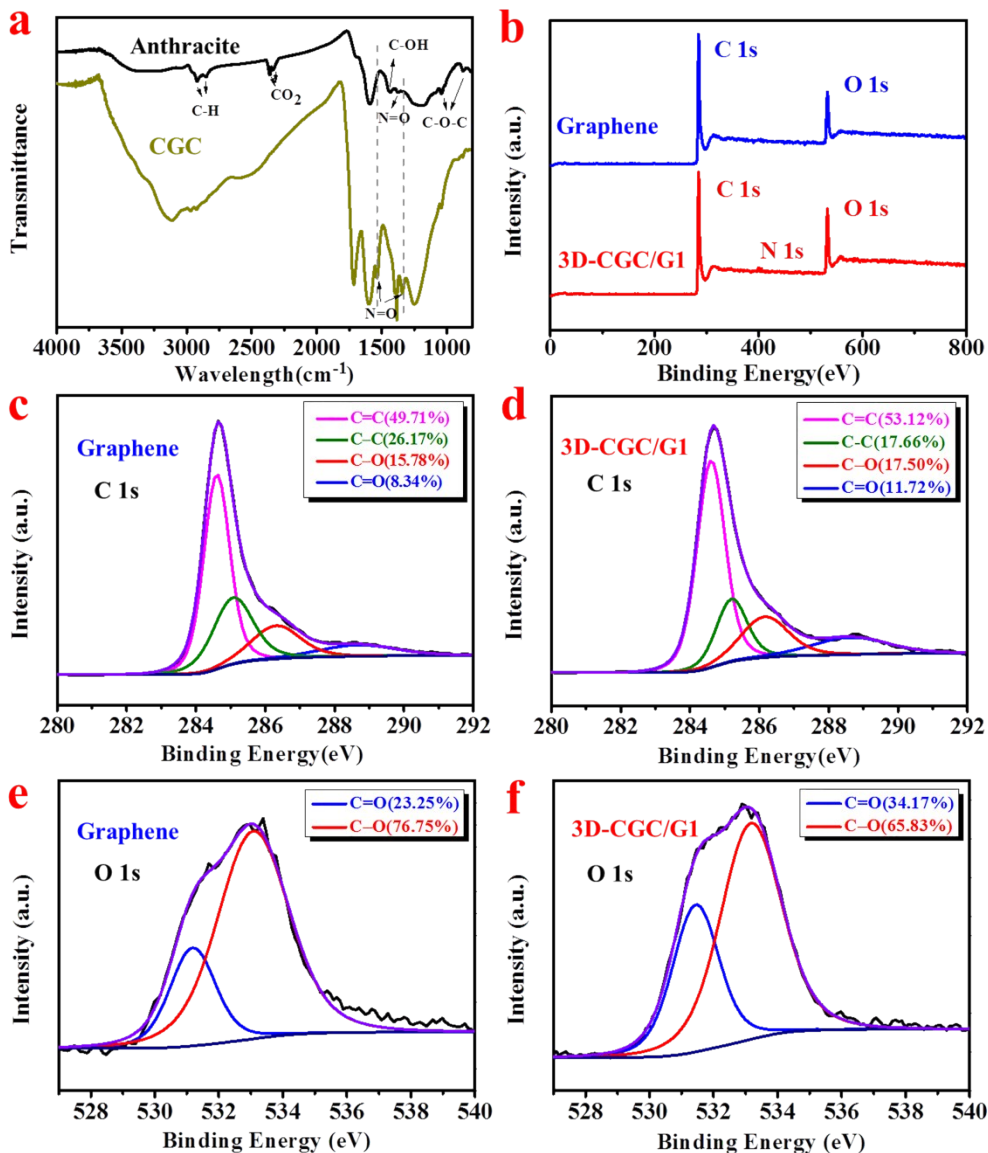 a
Anthracite
C-OH
C-H
CO2
N=O
C-O-C
CGC
N=O
Transmittance
4000 3500 3000 2500 2000 1500 1000
Wavelength(cm-1)
b
C 1s
O 1s
Graphene
C 1s
O 1s
N 1s
3D-CGC/G1
Intensity (a.u.)
0 200 400 600 800
Binding Energy (eV)
c
Graphene
C 1s
C=C(49.71%)
C–C(26.17%)
C–O(15.78%)
C=O(8.34%)
Intensity (a.u.)
280 282 284 286 288 290 292
Binding Energy(eV)
d
3D-CGC/G1
C 1s
C=C(53.12%)
C-C(17.66%)
C–O(17.50%)
C=O(11.72%)
Intensity (a.u.)
280 282 284 286 288 290 292
Binding Energy(eV)
e
Graphene
O 1s
C=O(23.25%)
C–O(76.75%)
Intensity (a.u.)
528 530 532 534 536 538 540
Binding Energy (eV)
f
3D-CGC/G1
O 1s
C=O(34.17%)
C–O(65.83%)
Intensity (a.u.)
528 530 532 534 536 538 540
Binding Energy (eV)